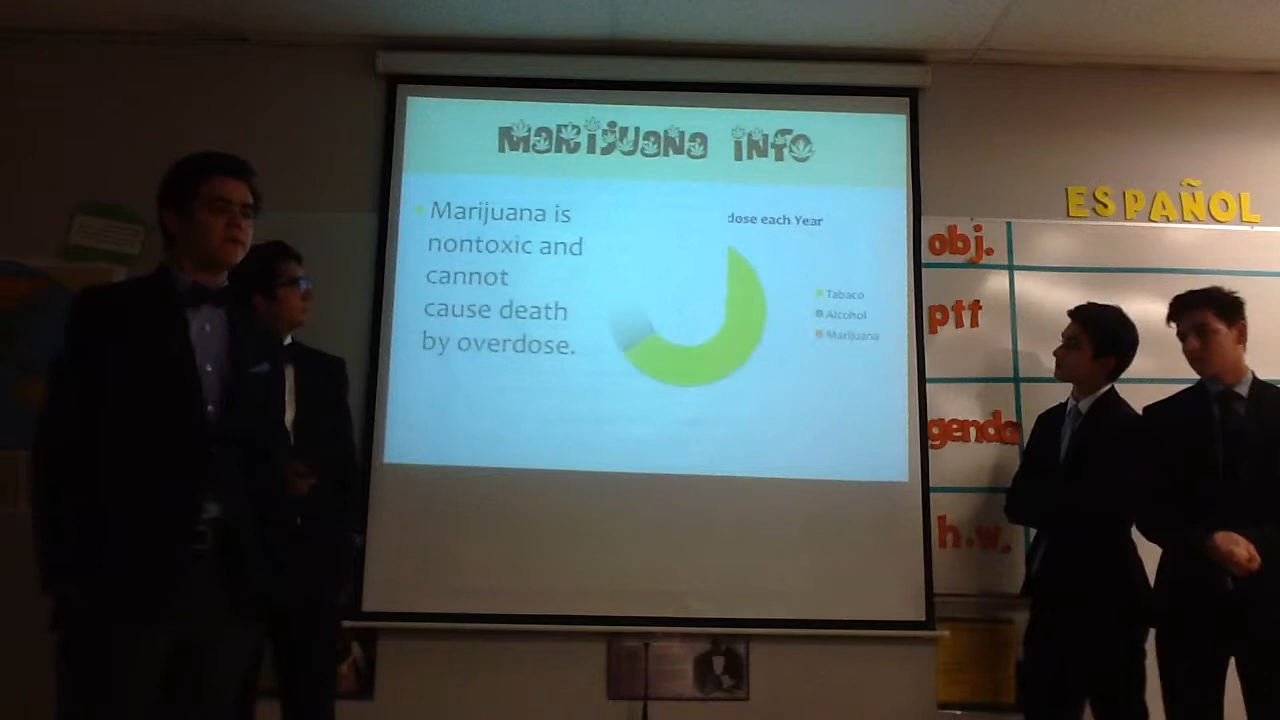 MaRijuana info
Marijuana is
nontoxic and
cannot
cause death
by overdose.
dose each Year
Tabaco
Alcohol
Marijuana
ESPAÑOL
obj.
ptf
genda
h.w.